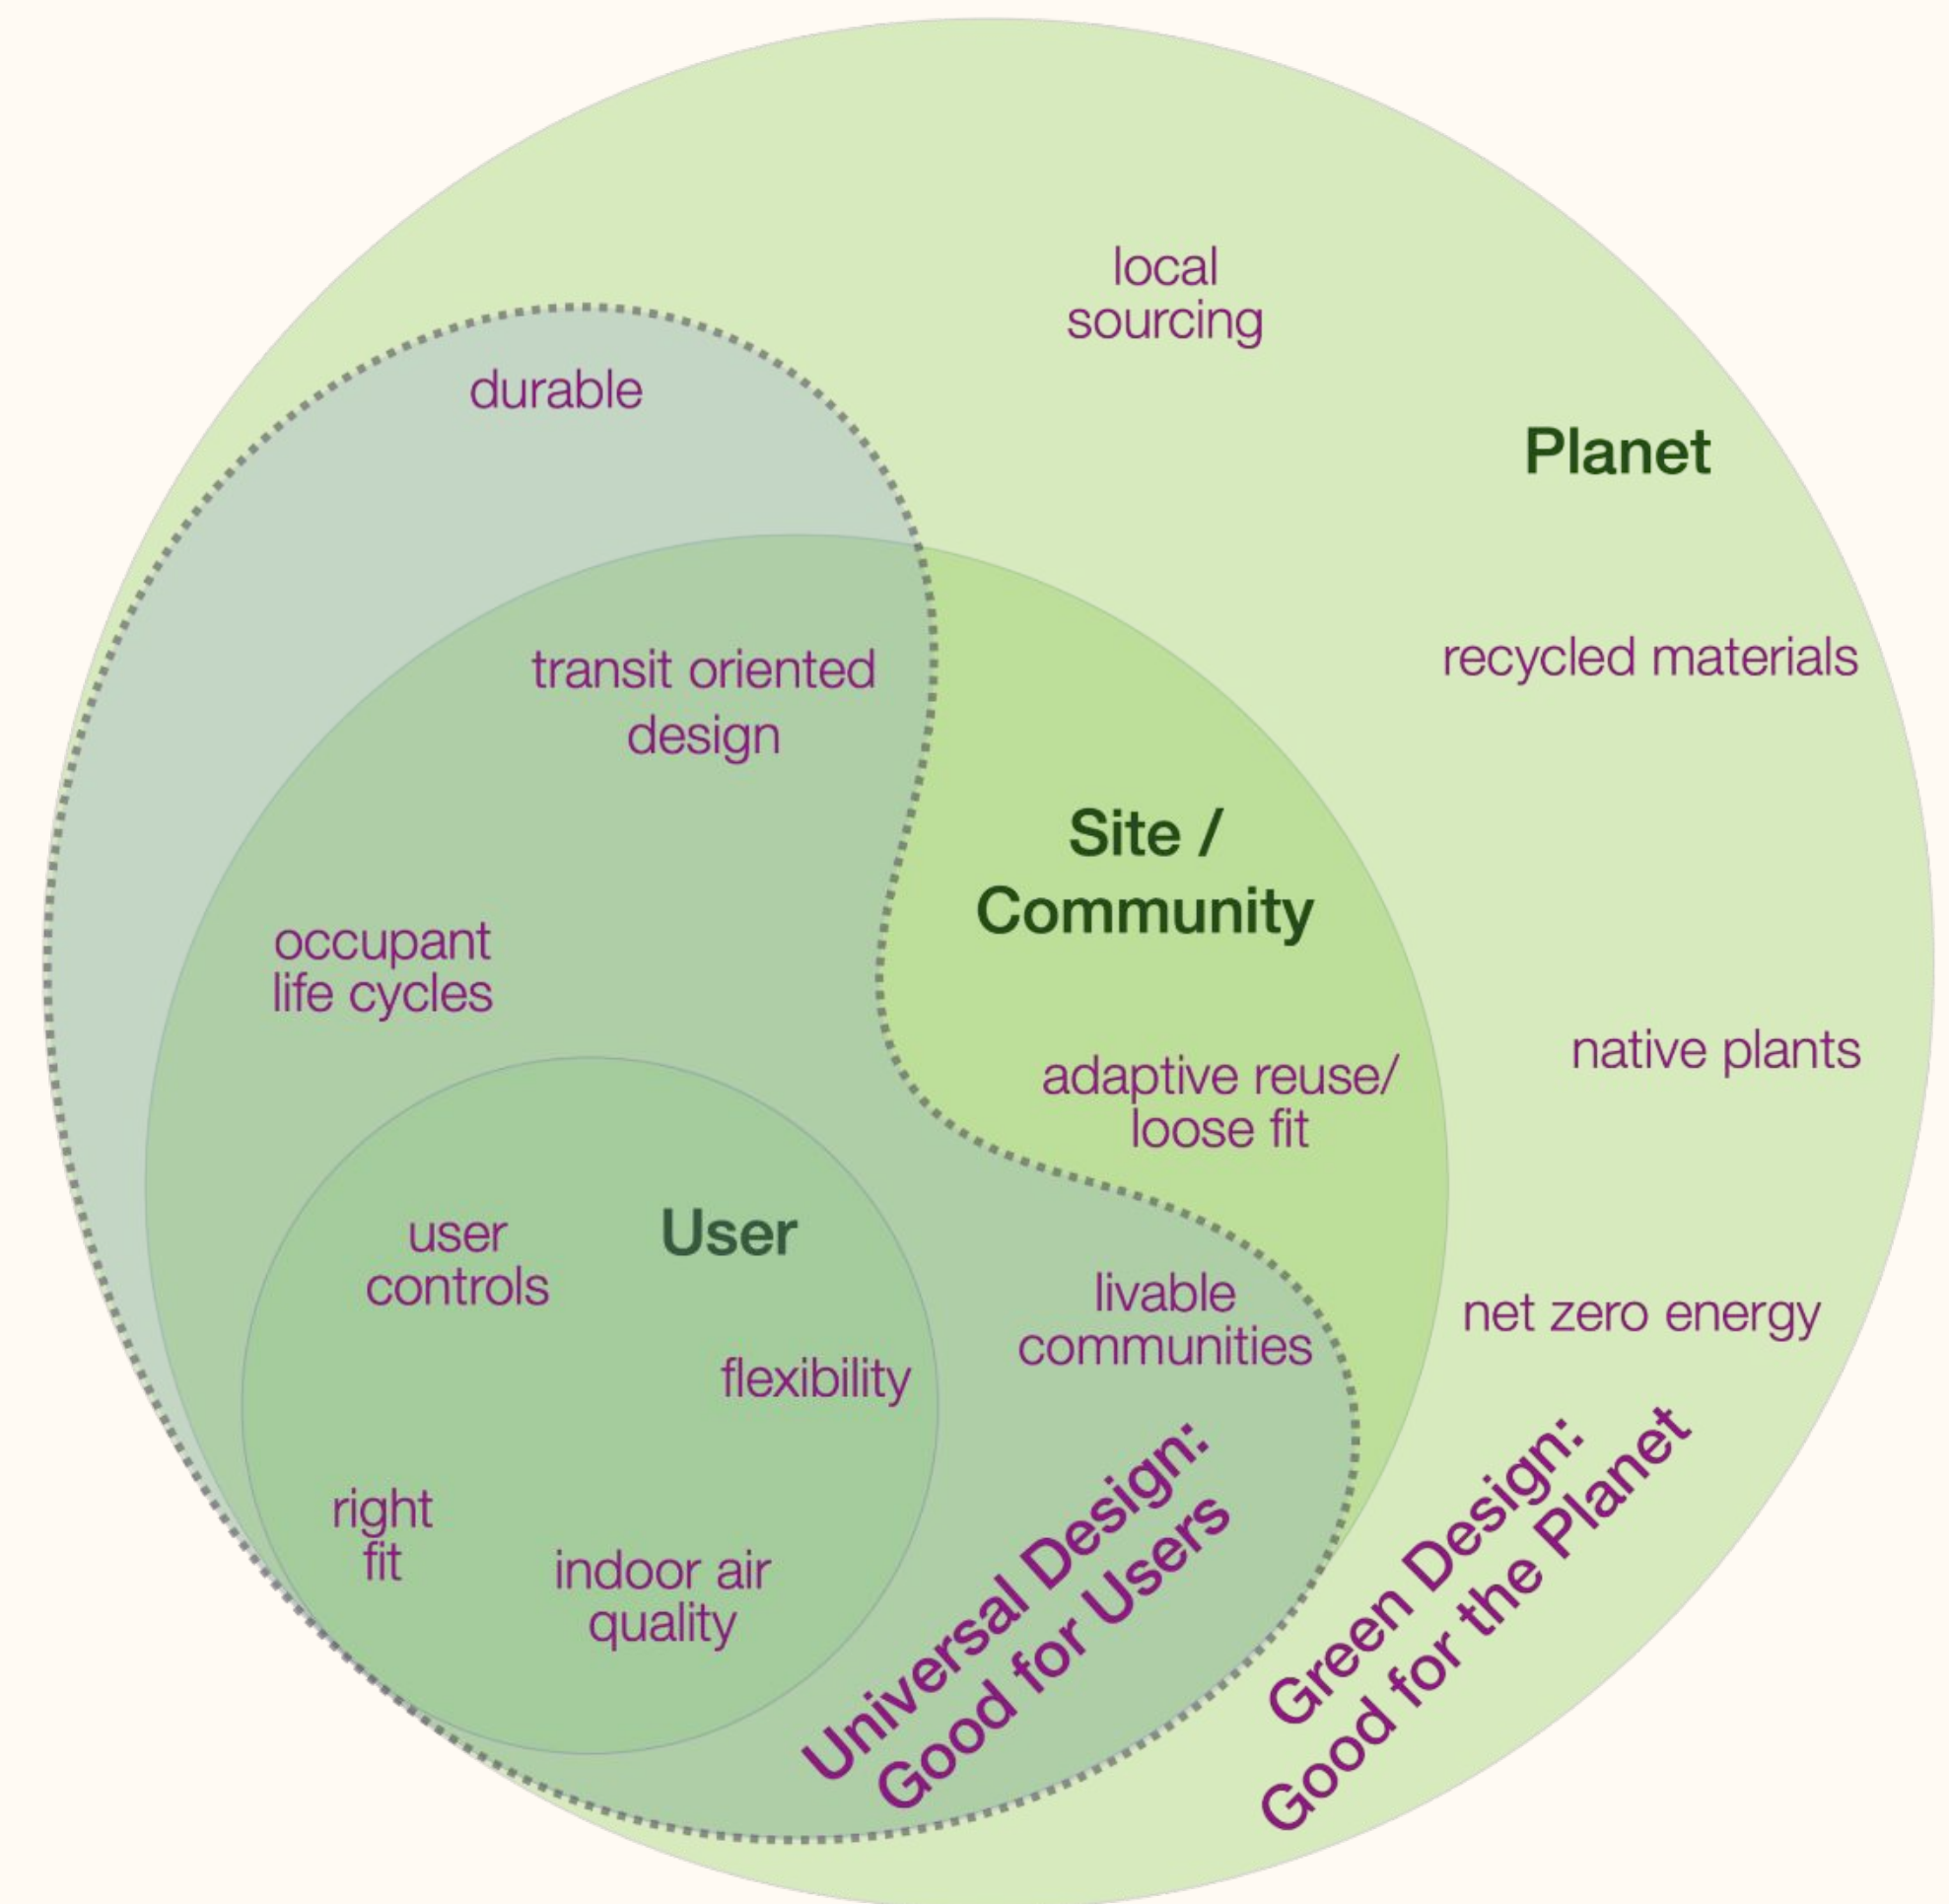 local
sourcing
durable
Planet
transit oriented
design
recycled materials
Site /
Community
occupant
life cycles
adaptive reuse/
loose fit
native plants
user
controls
User
livable
communities
net zero energy
flexibility
right
fit
indoor air
quality
Universal Design:
Good for Users
Green Design:
Good for the Planet